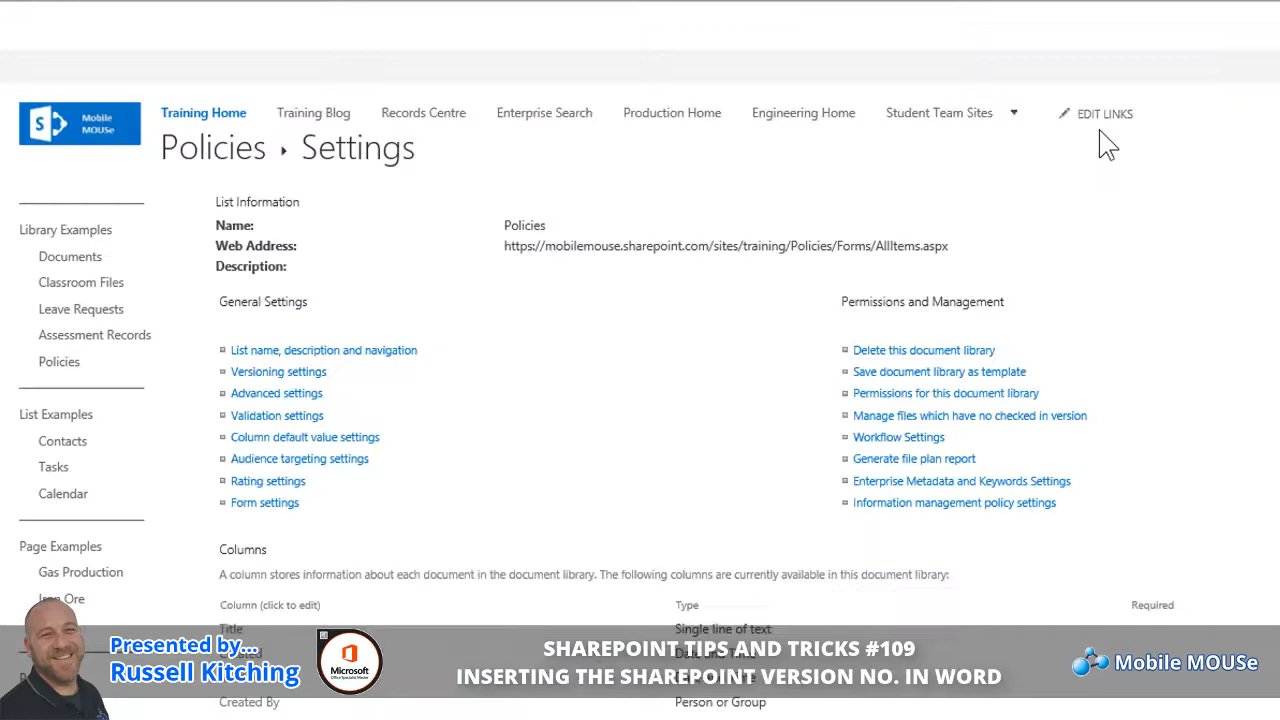 S Mobile MOUSe
Training Home Training Blog Records Centre Enterprise Search Production Home Engineering Home Student Team Sites EDIT LINKS
Policies ▸ Settings
List Information
Name: Policies
Web Address: https://mobilemouse.sharepoint.com/sites/training/Policies/Forms/AllItems.aspx
Description:
General Settings
List name, description and navigation
Versioning settings
Advanced settings
Validation settings
Column default value settings
Audience targeting settings
Rating settings
Form settings
Permissions and Management
Delete this document library
Save document library as template
Permissions for this document library
Manage files which have no checked in version
Workflow Settings
Generate file plan report
Enterprise Metadata and Keywords Settings
Information management policy settings
Columns
A column stores information about each document in the document library. The following columns are currently available in this document library:
Column (click to edit) Type Required
Title Single line of text
Date and Time
Created By Person or Group
Library Examples
Documents
Classroom Files
Leave Requests
Assessment Records
Policies
List Examples
Contacts
Tasks
Calendar
Page Examples
Gas Production
Iron Ore
Presented by...
Russell Kitching
Microsoft
Office Specialist Master
SHAREPOINT TIPS AND TRICKS #109
INSERTING THE SHAREPOINT VERSION NO. IN WORD
Mobile MOUSe